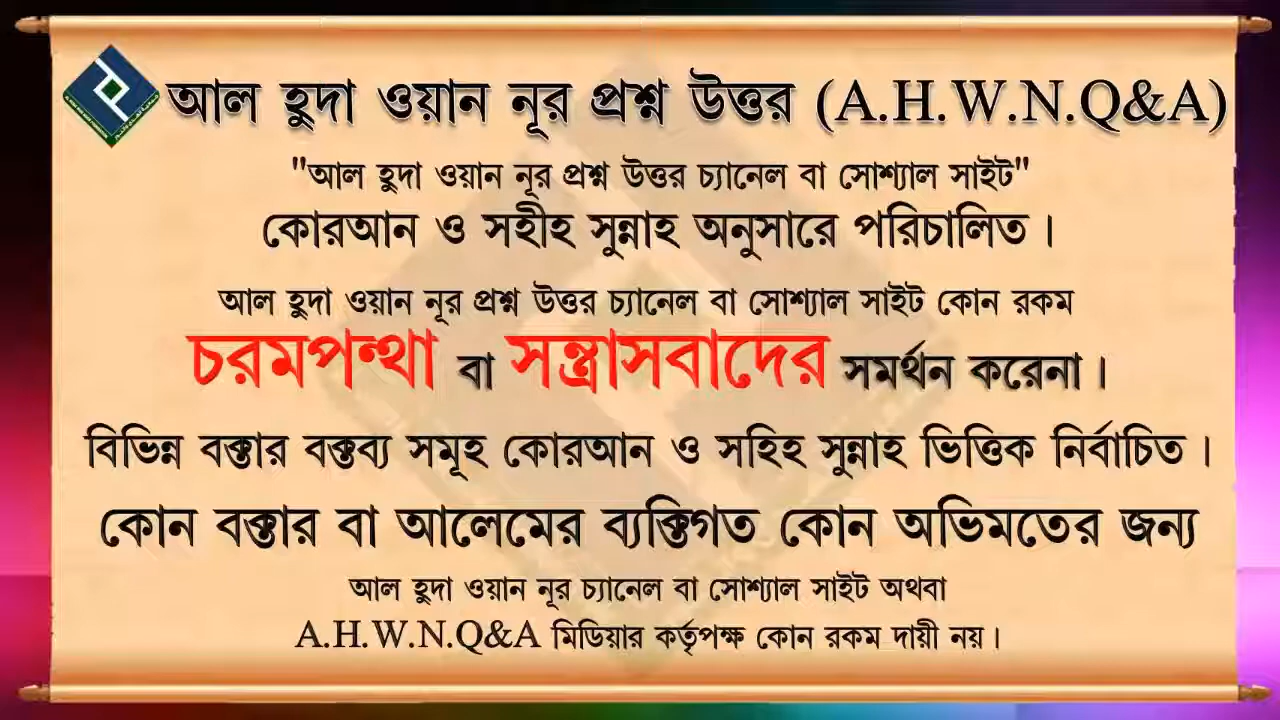 আল হুদা ওয়ান নূর প্রশ্ন উত্তর (A.H.W.N.Q&A)
"আল হুদা ওয়ান নূর প্রশ্ন উত্তর চ্যানেল বা সোশ্যাল সাইট"
কোরআন ও সহীহ সুন্নাহ অনুসারে পরিচালিত।
আল হুদা ওয়ান নূর প্রশ্ন উত্তর চ্যানেল বা সোশ্যাল সাইট কোন রকম
চরমপন্থা বা সন্ত্রাসবাদের সমর্থন করেনা।
বিভিন্ন বক্তার বক্তব্য সমূহ কোরআন ও সহিহ সুন্নাহ ভিত্তিক নির্বাচিত।
কোন বক্তার বা আলেমের ব্যক্তিগত কোন অভিমতের জন্য
আল হুদা ওয়ান নূর চ্যানেল বা সোশ্যাল সাইট অথবা
A.H.W.N.Q&A মিডিয়ার কর্তৃপক্ষ কোন রকম দায়ী নয়।